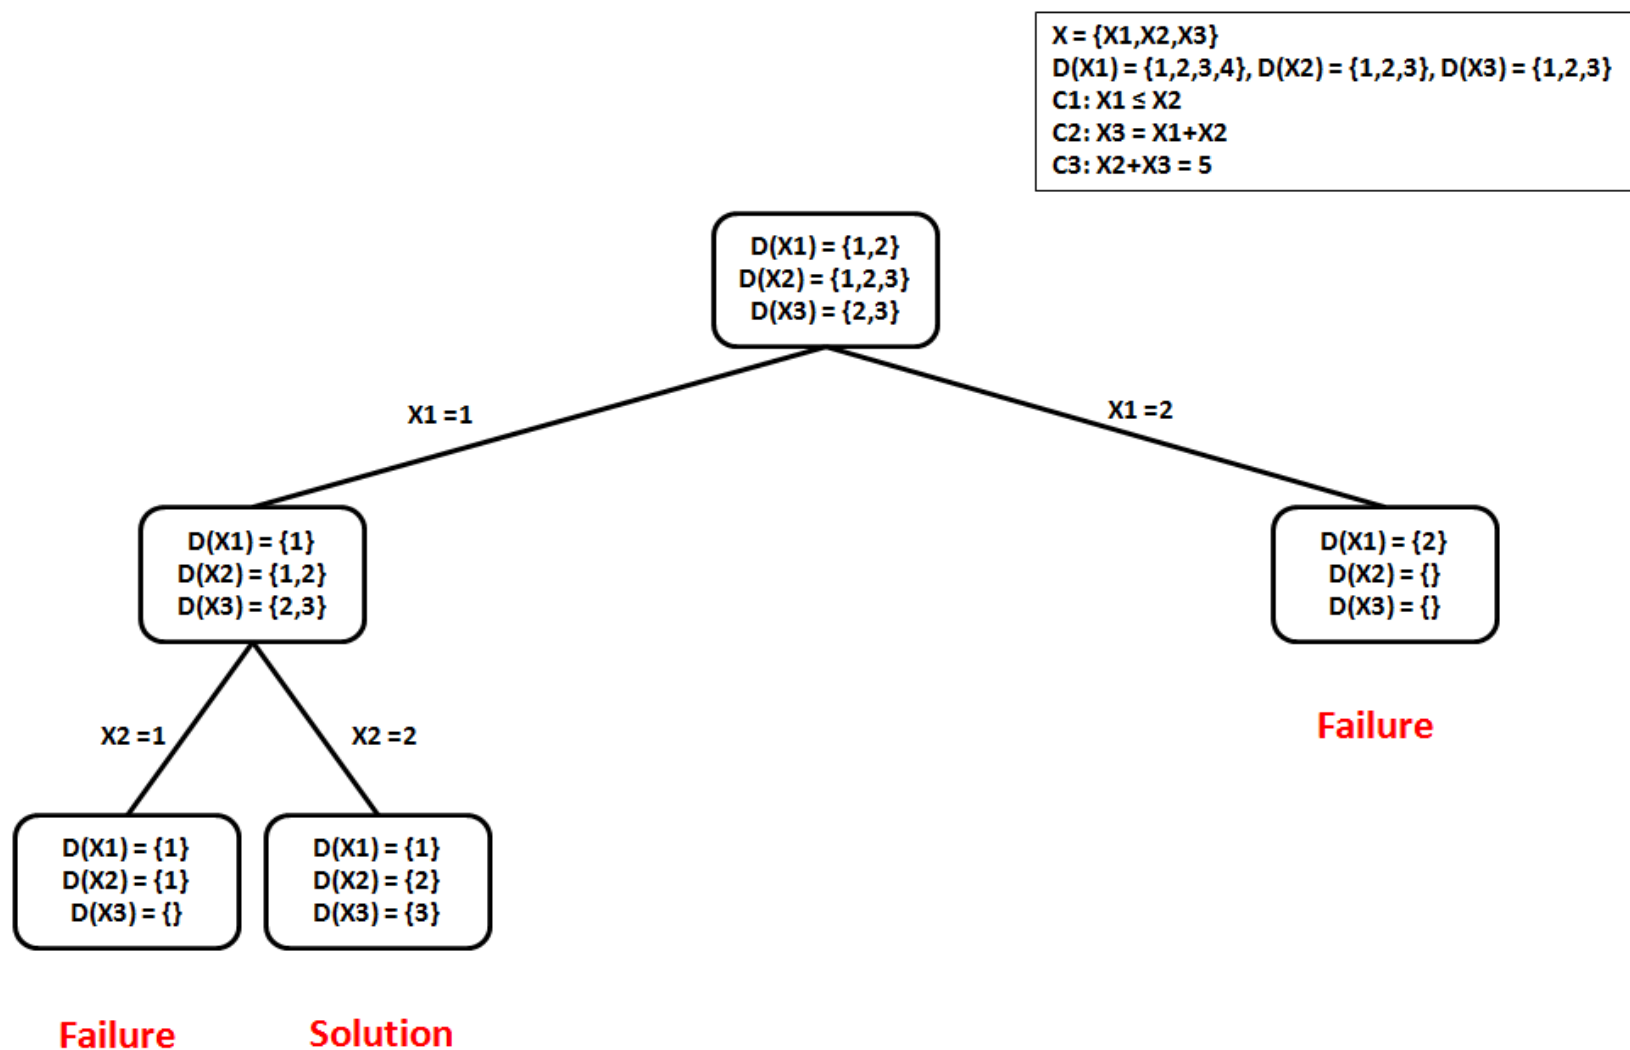 X = {X1,X2,X3}
D(X1) = {1,2,3,4}, D(X2) = {1,2,3}, D(X3) = {1,2,3}
C1: X1 ≤ X2
C2: X3 = X1+X2
C3: X2+X3 = 5
D(X1) = {1,2}
D(X2) = {1,2,3}
D(X3) = {2,3}
X1 =1
X1 =2
D(X1) = {1}
D(X2) = {1,2}
D(X3) = {2,3}
D(X1) = {2}
D(X2) = {}
D(X3) = {}
Failure
X2 =1
X2 =2
D(X1) = {1}
D(X2) = {1}
D(X3) = {}
D(X1) = {1}
D(X2) = {2}
D(X3) = {3}
Failure
Solution